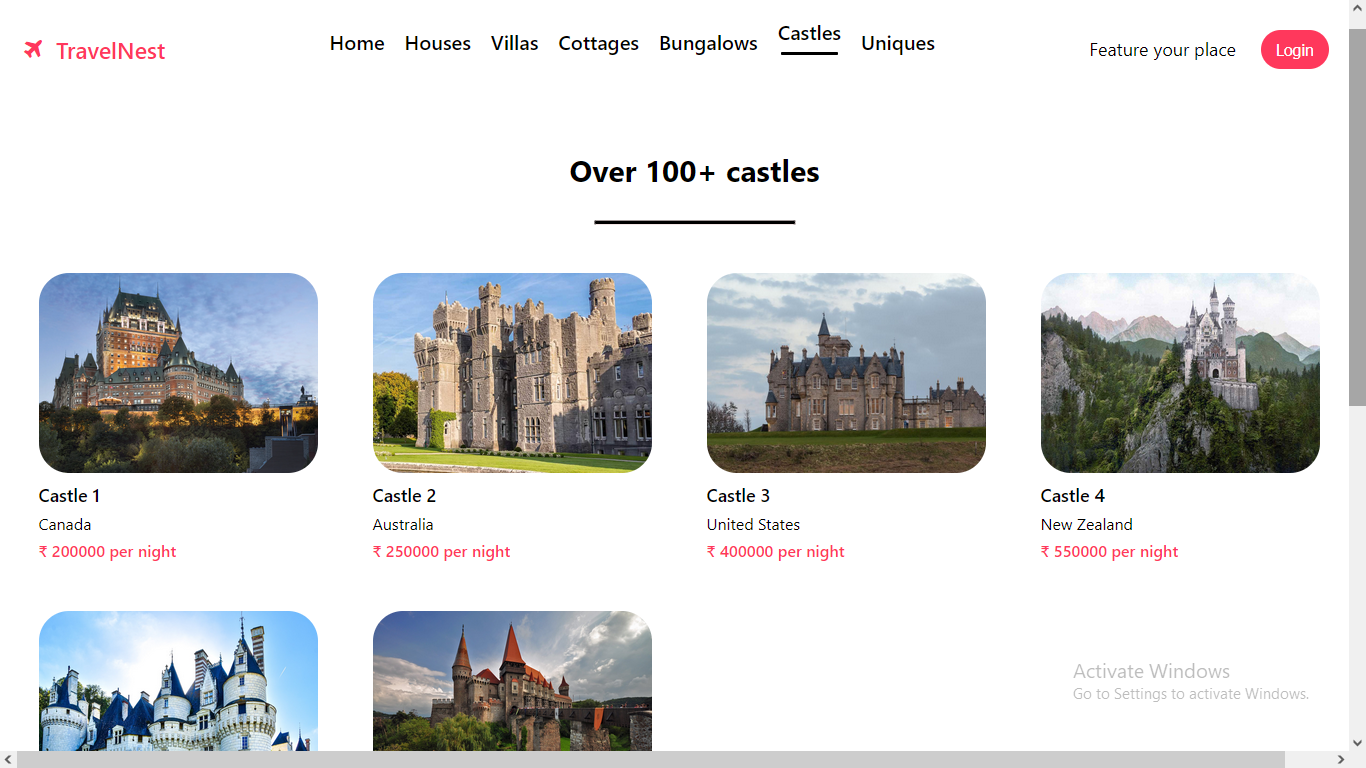 TravelNest
Home Houses Villas Cottages Bungalows Castles Uniques
Feature your place
Login
Over 100+ castles
Castle 1
Canada
₹ 200000 per night
Castle 2
Australia
₹ 250000 per night
Castle 3
United States
₹ 400000 per night
Castle 4
New Zealand
₹ 550000 per night
Activate Windows
Go to Settings to activate Windows.